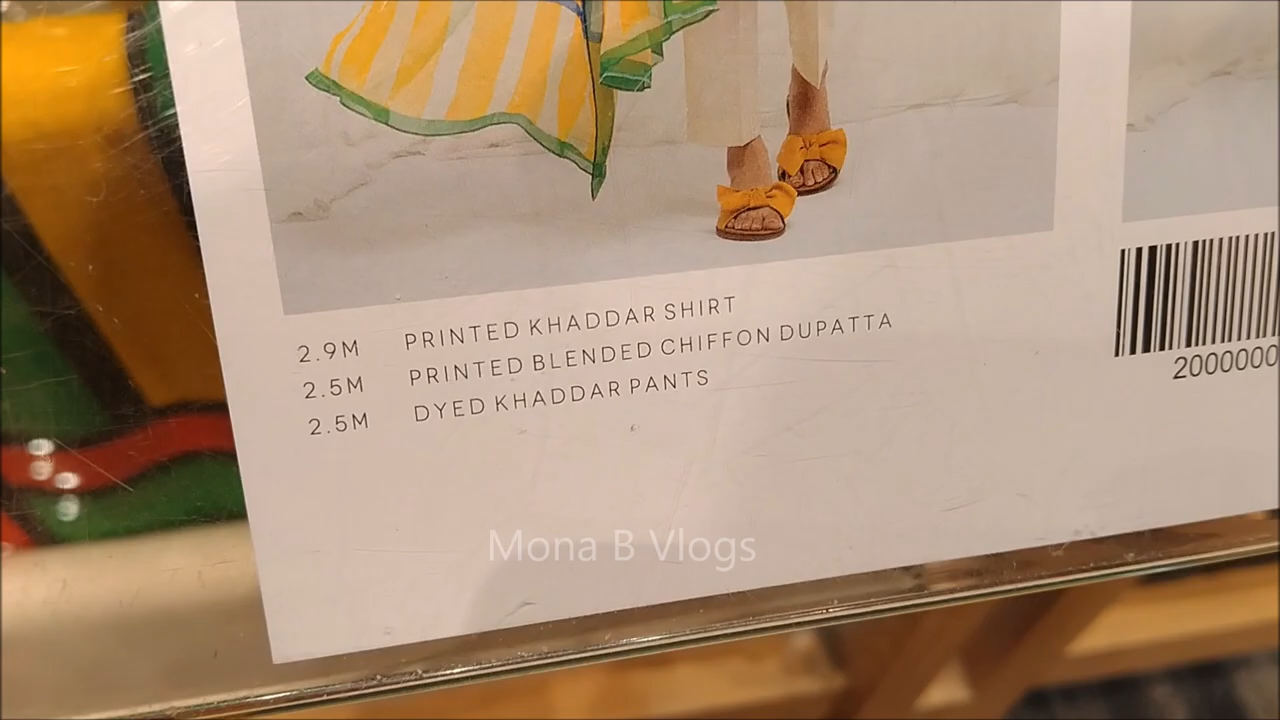 2.9M PRINTED KHADDAR SHIRT
2.5M PRINTED BLENDED CHIFFON DUPATTA
2.5M DYED KHADDAR PANTS
2000000
Mona B Vlogs